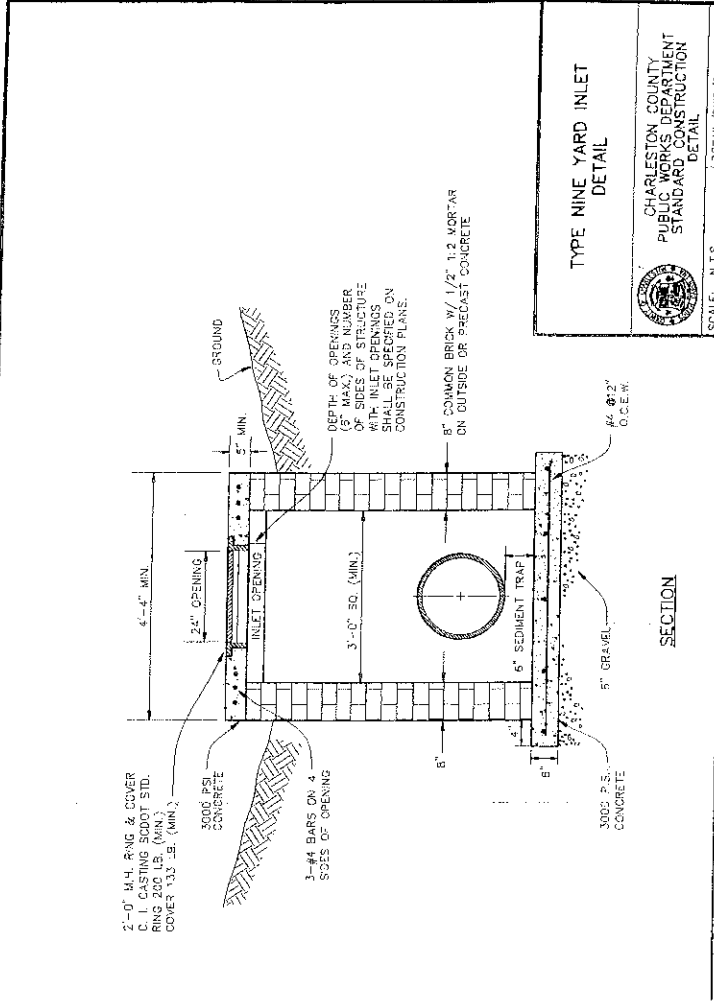 2'-0" M.H. RING & COVER
C. I. CASTING SCDOT STD.
RING 200 LB. (MIN.)
COVER 133 LB. (MIN.)
3000 PSI
CONCRETE
3-#4 BARS ON 4
SIDES OF OPENING
4'-4" MIN.
24" OPENING
INLET OPENING
MIN.
GROUND
DEPTH OF OPENINGS
(6" MAX.) AND NUMBER
OF SIDES OF STRUCTURE
WITH INLET OPENINGS
SHALL BE SPECIFIED ON
CONSTRUCTION PLANS.
3'-0" SQ. (MIN.)
8"
8" COMMON BRICK W/ 1/2" 1:2 MORTAR
ON OUTSIDE OR PRECAST CONCRETE
6" SEDIMENT TRAP
4"
#4 @12"
O.C.E.W.
3000 P.S.I.
CONCRETE
GRAVEL
SECTION
TYPE NINE YARD INLET
DETAIL
CHARLESTON COUNTY
PUBLIC WORKS DEPARTMENT
STANDARD CONSTRUCTION
DETAIL
SCALE: N.T.S.